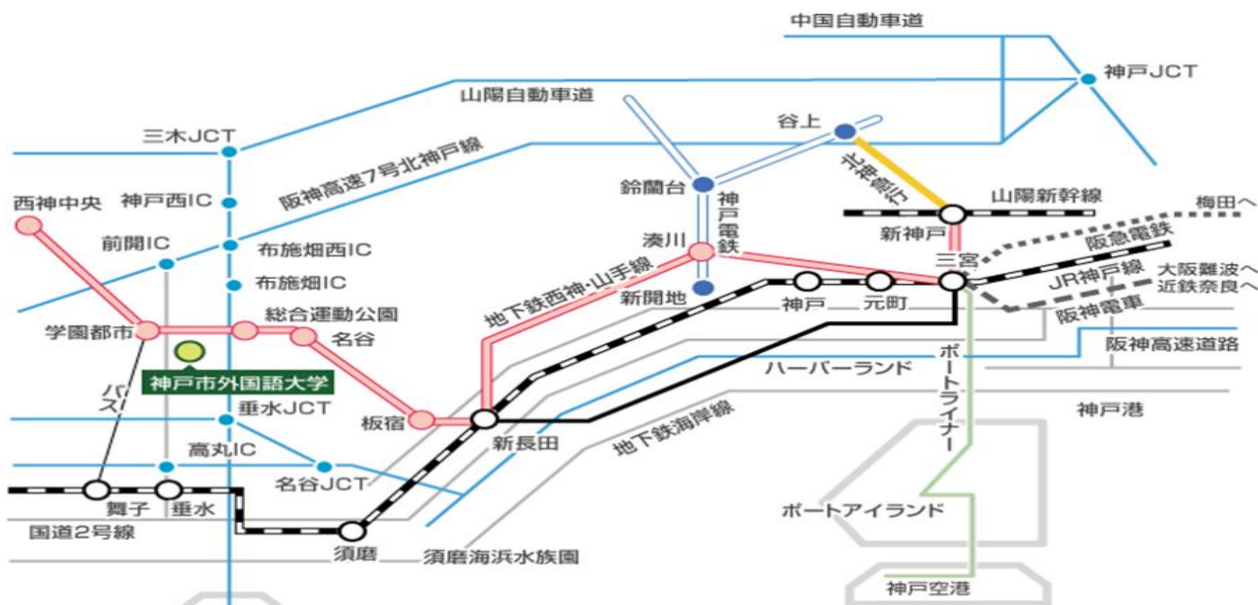 中国自動車道
神戸JCT
山陽自動車道
谷上
三木JCT
阪神高速7号北神戸線
北神急行
鈴蘭台
神戸電鉄
山陽新幹線
梅田へ
西神中央
神戸西IC
前開IC
布施畑西IC
湊川
新神戸
阪急電鉄
三宮
JR神戸線
大阪難波へ
近鉄奈良へ
布施畑IC
地下鉄西神・山手線
新開地
神戸
元町
阪神電車
学園都市
総合運動公園
名谷
阪神高速道路
神戸市外国語大学
ハーバーランド
バス
垂水JCT
板宿
新長田
地下鉄海岸線
ポートライナー
神戸港
高丸IC
名谷JCT
舞子
垂水
ポートアイランド
国道2号線
須磨
須磨海浜水族園
神戸空港